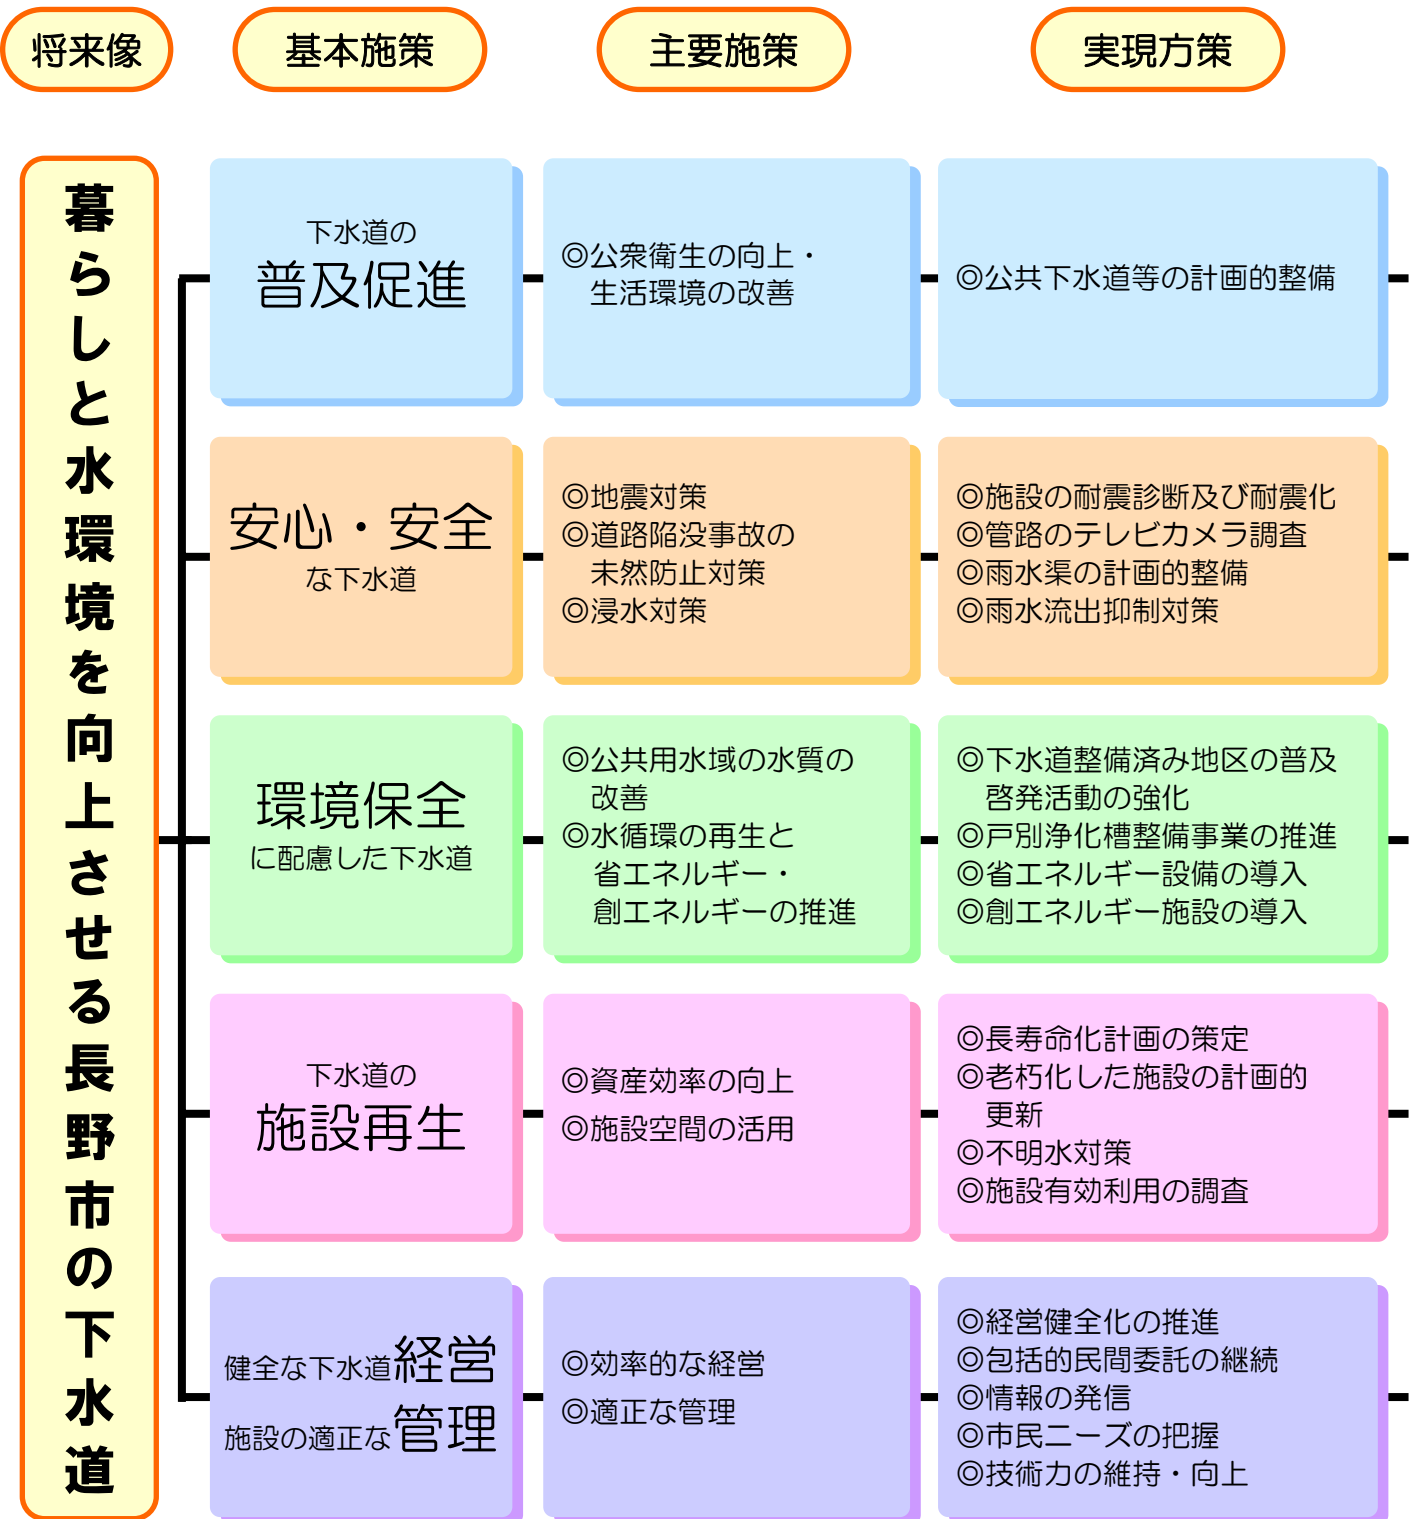 将来像
基本施策
主要施策
実現方策
暮らしと水環境を向上させる長野市の下水道
下水道の
普及促進
◎公衆衛生の向上・
生活環境の改善
◎公共下水道等の計画的整備
安心・安全
な下水道
◎地震対策
◎道路陥没事故の
未然防止対策
◎浸水対策
◎施設の耐震診断及び耐震化
◎管路のテレビカメラ調査
◎雨水渠の計画的整備
◎雨水流出抑制対策
環境保全
に配慮した下水道
◎公共用水域の水質の
改善
◎水循環の再生と
省エネルギー・
創エネルギーの推進
◎下水道整備済み地区の普及
啓発活動の強化
◎戸別浄化槽整備事業の推進
◎省エネルギー設備の導入
◎創エネルギー施設の導入
下水道の
施設再生
◎資産効率の向上
◎施設空間の活用
◎長寿命化計画の策定
◎老朽化した施設の計画的
更新
◎不明水対策
◎施設有効利用の調査
健全な下水道経営
施設の適正な管理
◎効率的な経営
◎適正な管理
◎経営健全化の推進
◎包括的民間委託の継続
◎情報の発信
◎市民ニーズの把握
◎技術力の維持・向上